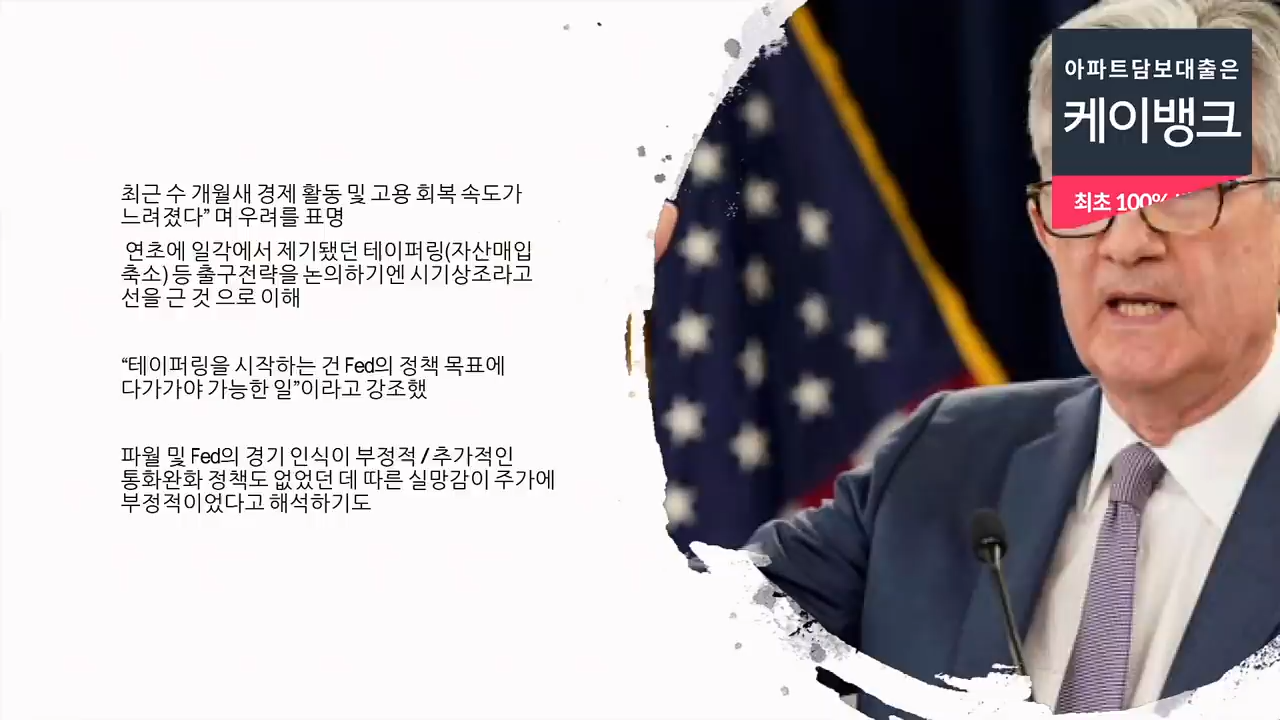 최근 수 개월새 경제 활동 및 고용 회복 속도가
느려졌다” 며 우려를 표명
연초에 일각에서 제기됐던 테이퍼링(자산매입
축소) 등 출구전략을 논의하기엔 시기상조라고
선을 근 것 으로 이해
“테이퍼링을 시작하는 건 Fed의 정책 목표에
다가가야 가능한 일”이라고 강조했
파월 및 Fed의 경기 인식이 부정적 / 추가적인
통화완화 정책도 없었던 데 따른 실망감이 주가에
부정적이었다고 해석하기도
아파트담보대출은
케이뱅크
최초 100%